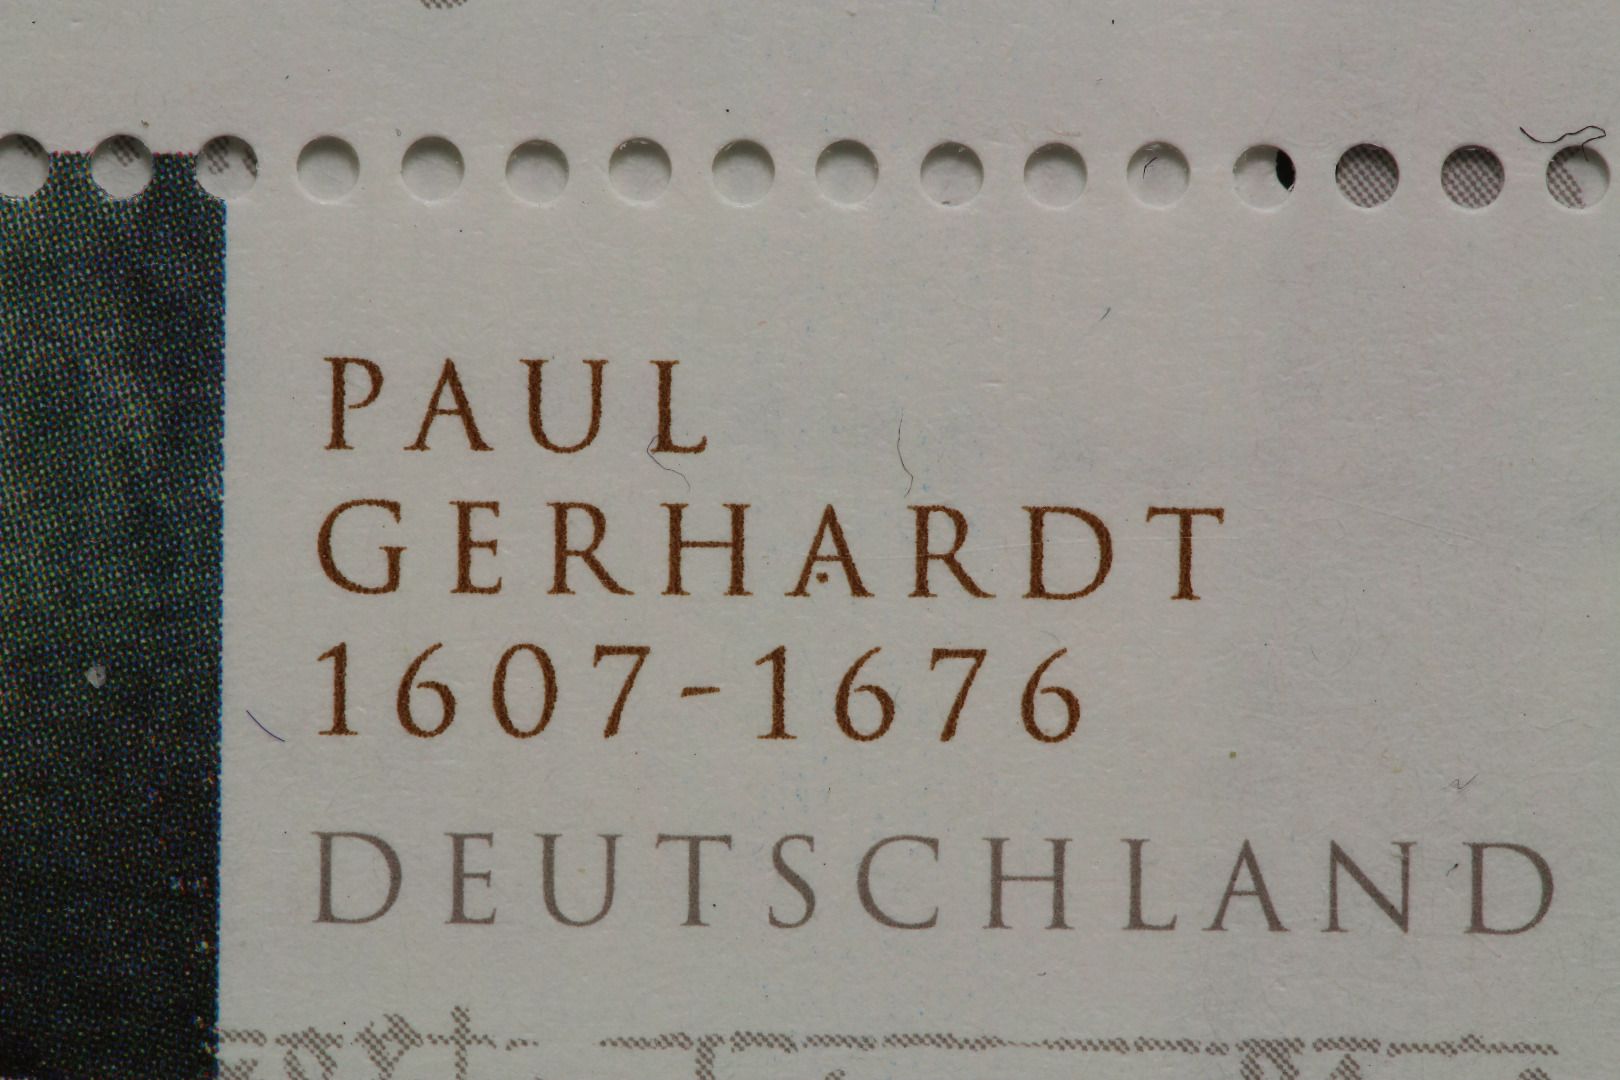 PAUL
GERHARDT
1607-1676
DEUTSCHLAND